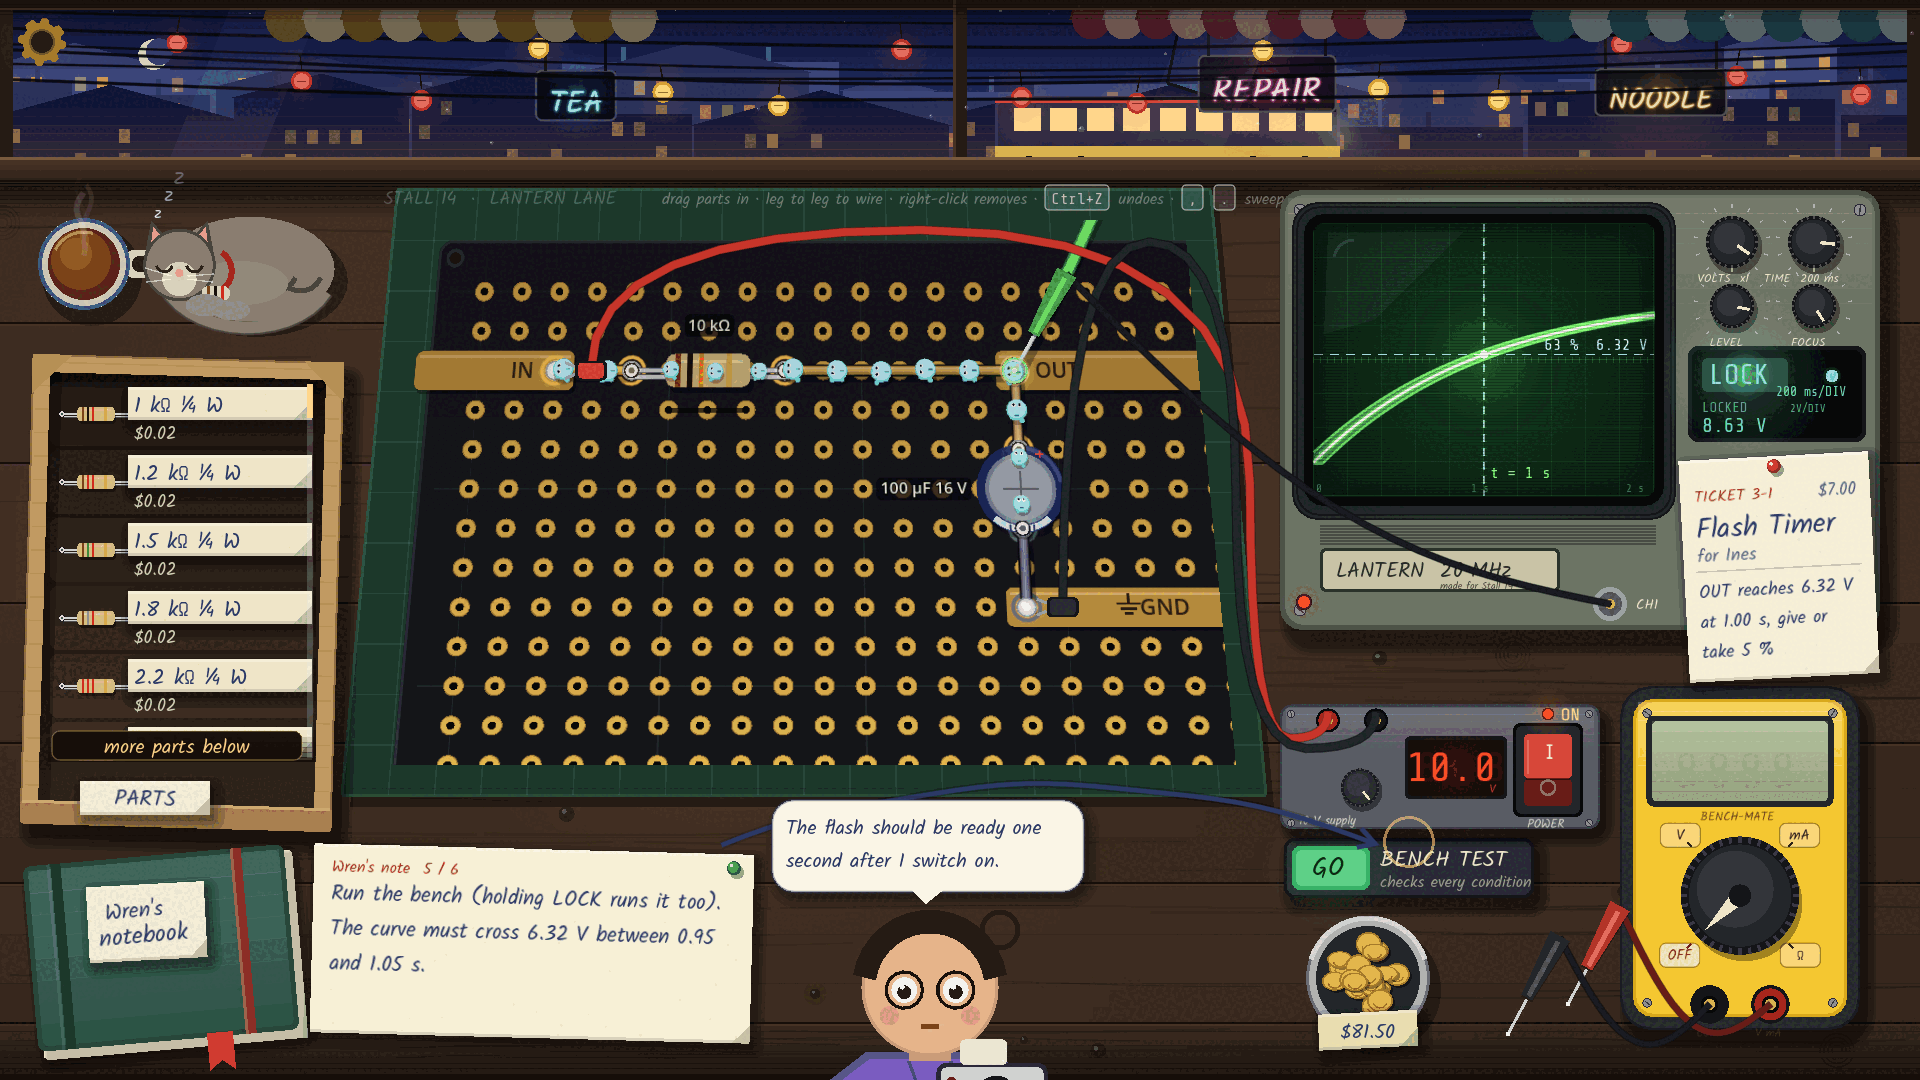 TEA
REPAIR
NOODLE
STALL 14 · LANTERN LANE
drag parts in · leg to leg to wire · right-click removes · Ctrl+Z undoes · , . sweep
z
z
z
IN
10 kΩ
OUT
100 µF 16 V
+
GND
1 kΩ ¼ W
$0.02
1.2 kΩ ¼ W
$0.02
1.5 kΩ ¼ W
$0.02
1.8 kΩ ¼ W
$0.02
2.2 kΩ ¼ W
$0.02
more parts below
PARTS
63 % 6.32 V
t = 1 s
0
1 s
2 s
VOLTS x1
TIME 200 ms
LEVEL
FOCUS
LOCK
200 ms/DIV
LOCKED
2V/DIV
8.63 V
LANTERN 20 MHz
CH1
TICKET 3-1 $7.00
Flash Timer
for Ines
OUT reaches 6.32 V
at 1.00 s, give or
take 5 %
ON
10.0
V
I
V supply
POWER
GO
BENCH TEST
checks every condition
BENCH-MATE
V
mA
OFF
Ω
$81.50
Wren's
notebook
Wren's note 5 / 6
Run the bench (holding LOCK runs it too).
The curve must cross 6.32 V between 0.95
and 1.05 s.
The flash should be ready one
second after I switch on.